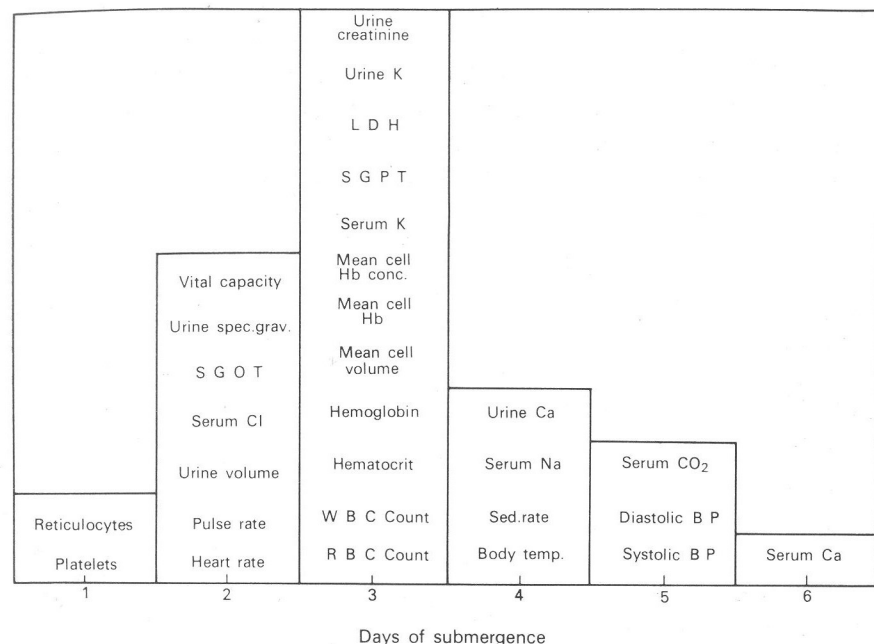 Urine
creatinine
Urine K
L D H
S G P T
Serum K
Mean cell
Hb conc.
Mean cell
Hb
Mean cell
volume
Hemoglobin
Hematocrit
W B C Count
R B C Count
Vital capacity
Urine spec.grav.
S G O T
Serum Cl
Urine volume
Pulse rate
Heart rate
Reticulocytes
Platelets
Urine Ca
Serum Na
Sed.rate
Body temp.
Serum CO₂
Diastolic B P
Systolic B P
Serum Ca
1 2 3 4 5 6
Days of submergence